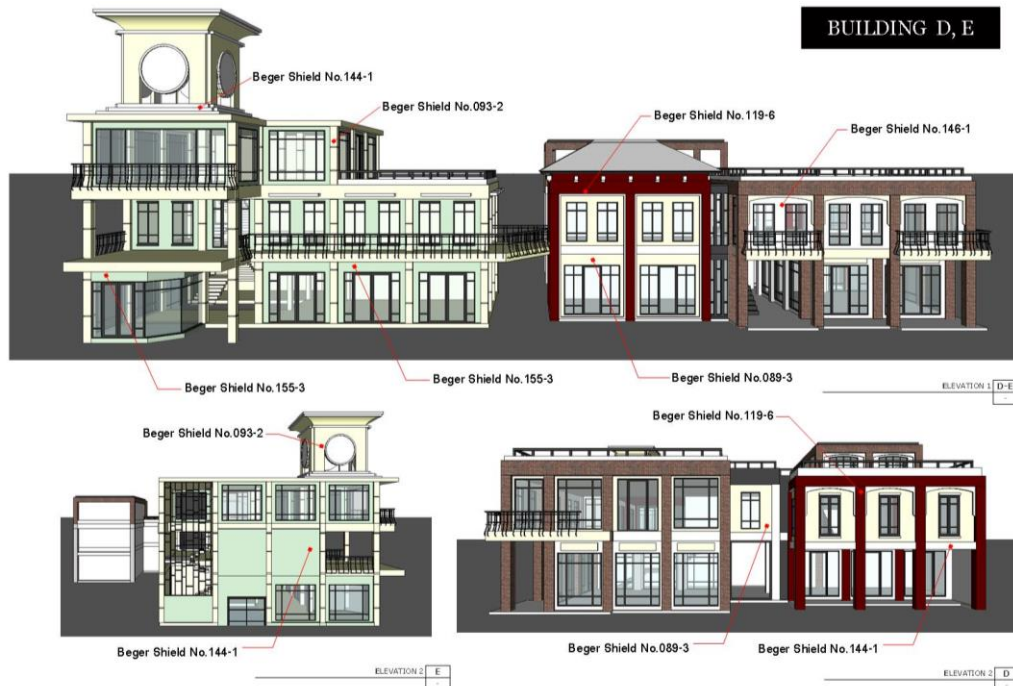 BUILDING D, E
Beger Shield No.144-1
Beger Shield No.093-2
Beger Shield No.119-6
Beger Shield No.146-1
Beger Shield No.155-3
Beger Shield No.155-3
Beger Shield No.089-3
ELEVATION 1 D-E
-
Beger Shield No.093-2
Beger Shield No.119-6
Beger Shield No.144-1
Beger Shield No.089-3
Beger Shield No.144-1
ELEVATION 2 E
-
ELEVATION 2 D
-